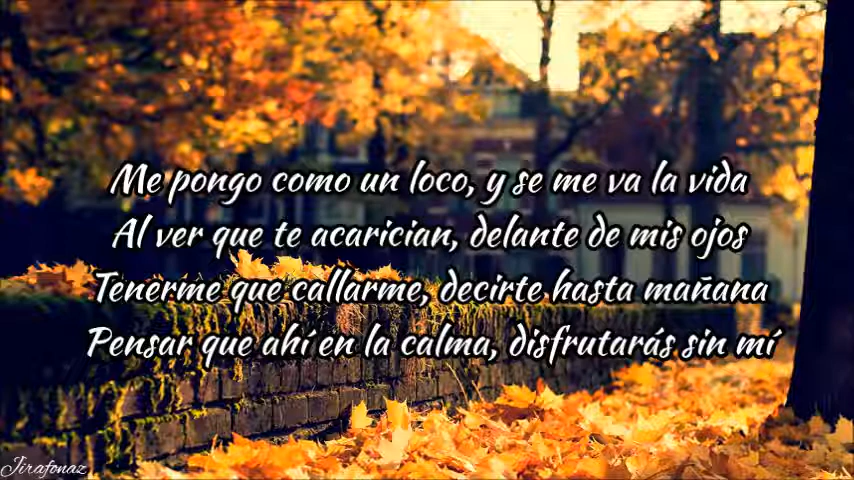 Me pongo como un loco, y se me va la vida
Al ver que te acarician, delante de mis ojos
Tenerme que callarme, decirte hasta mañana
Pensar que ahí en la calma, disfrutarás sin mí
Jirafonaz